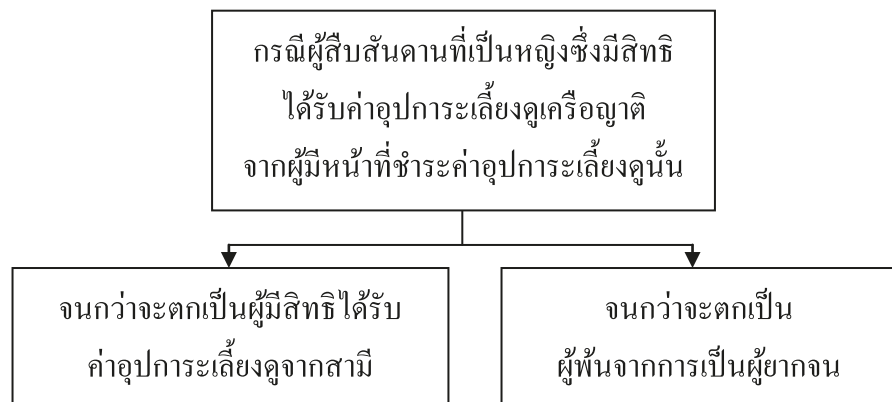 กรณีผู้สืบสันดานที่เป็นหญิงซึ่งมีสิทธิ
ได้รับค่าอุปการะเลี้ยงดูเครือญาติ
จากผู้มีหน้าที่ชำระค่าอุปการะเลี้ยงดูนั้น
จนกว่าจะตกเป็นผู้มีสิทธิได้รับ
ค่าอุปการะเลี้ยงดูจากสามี
จนกว่าจะตกเป็น
ผู้พ้นจากการเป็นผู้ยากจน